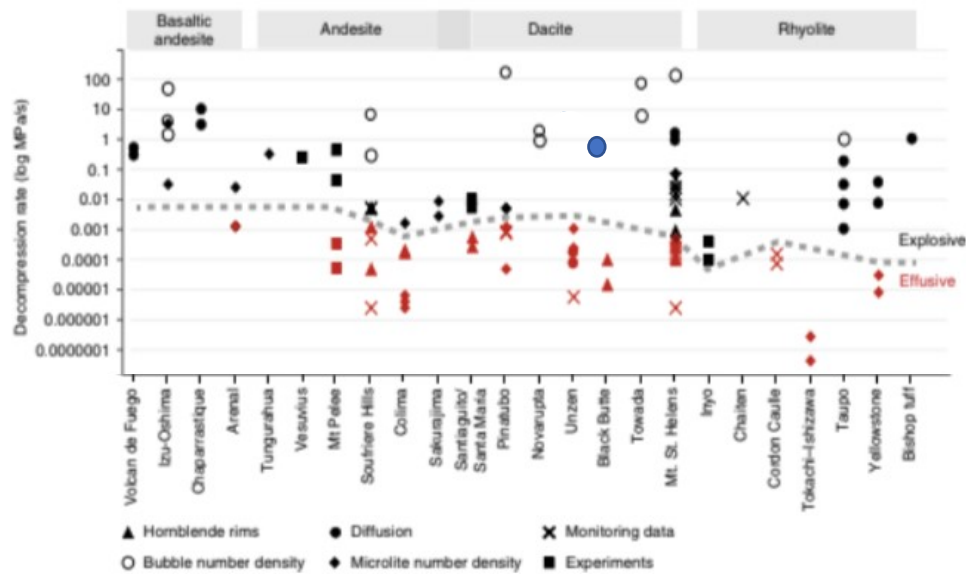 Basaltic
andesite
Andesite
Dacite
Rhyolite
Decompression rate (log MPa/s)
100
10
1
0.1
0.01
0.001
0.0001
0.00001
0.000001
0.0000001
Explosive
Effusive
Volcan de Fuego
Izu-Oshima
Chaparrastique
Arenal
Tungurahua
Vesuvius
Mt Pelee
Soufriere Hills
Colima
Sakurajima
Santiaguito/
Santa Maria
Pinatubo
Novarupta
Unzen
Black Butte
Towada
Mt. St. Helens
Inyo
Chaiten
Cordon Caulle
Tokachi-Ishizawa
Taupo
Yellowstone
Bishop tuff
Hornblende rims
Diffusion
Monitoring data
Bubble number density
Microlite number density
Experiments